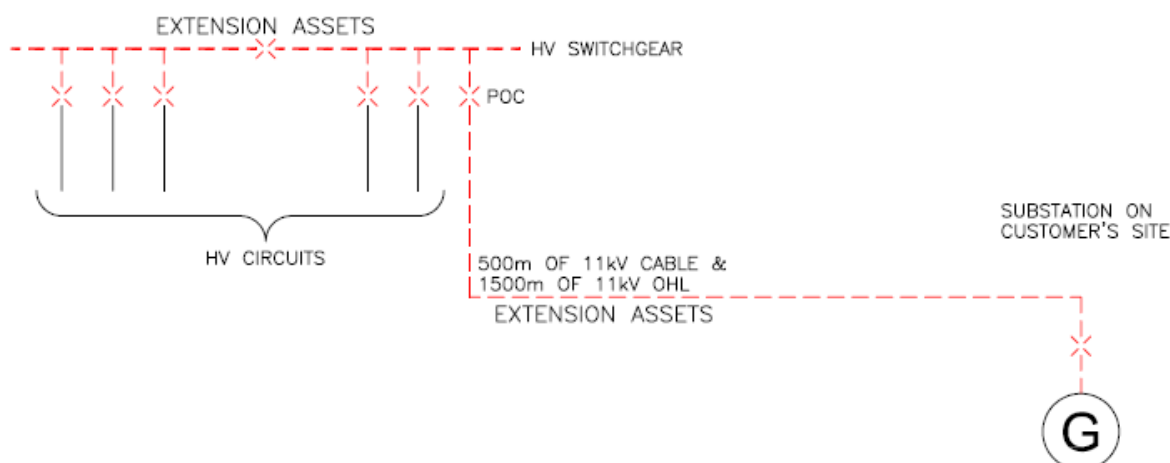 EXTENSION ASSETS
HV SWITCHGEAR
POC
HV CIRCUITS
SUBSTATION ON
CUSTOMER'S SITE
500m OF 11kV CABLE &
1500m OF 11kV OHL
EXTENSION ASSETS
G